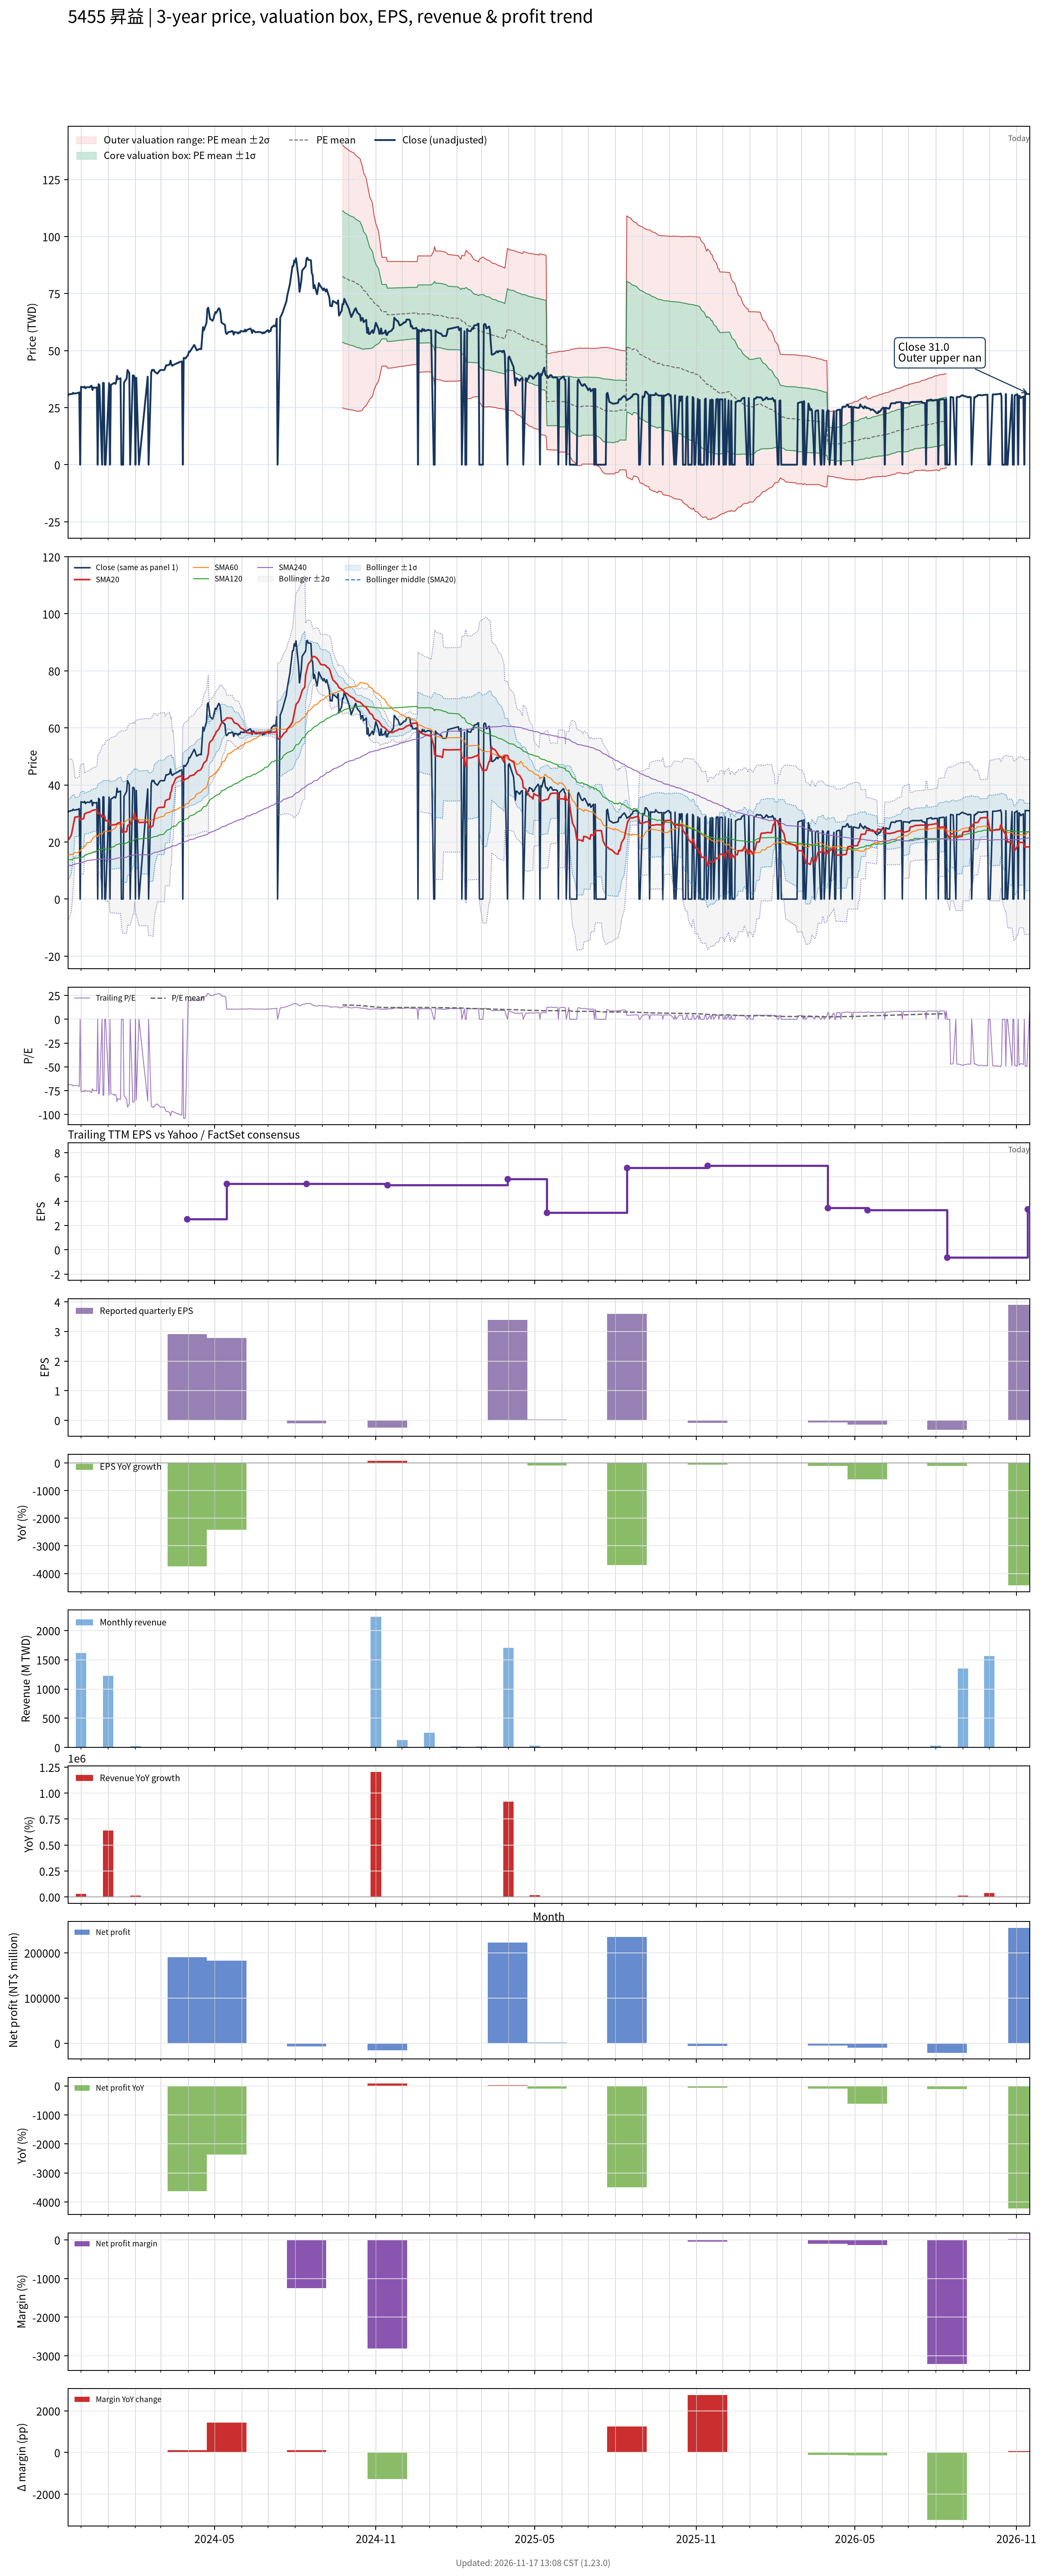 5455 昇益 | 3-year price, valuation box, EPS, revenue & profit trend
Outer valuation range: PE mean ±2σ
Core valuation box: PE mean ±1σ
PE mean
Close (unadjusted)
Today
Close 31.0
Outer upper nan
Price (TWD)
125
100
75
50
25
0
-25
Close (same as panel 1)
SMA20
SMA60
SMA120
SMA240
Bollinger ±2σ
Bollinger ±1σ
Bollinger middle (SMA20)
Price
120
100
80
60
40
20
0
-20
Trailing P/E
P/E mean
P/E
25
0
-25
-50
-75
-100
Trailing TTM EPS vs Yahoo / FactSet consensus
Today
EPS
8
6
4
2
0
-2
Reported quarterly EPS
EPS
4
3
2
1
0
EPS YoY growth
YoY (%)
0
-1000
-2000
-3000
-4000
Monthly revenue
Revenue (M TWD)
2000
1500
1000
500
0
1e6
Revenue YoY growth
YoY (%)
1.25
1.00
0.75
0.50
0.25
0.00
Month
Net profit
Net profit (NT$ million)
200000
100000
0
Net profit YoY
YoY (%)
0
-1000
-2000
-3000
-4000
Net profit margin
Margin (%)
0
-1000
-2000
-3000
Margin YoY change
Δ margin (pp)
2000
0
-2000
2024-05
2024-11
2025-05
2025-11
2026-05
2026-11
Updated: 2026-11-17 13:08 CST (1.23.0)